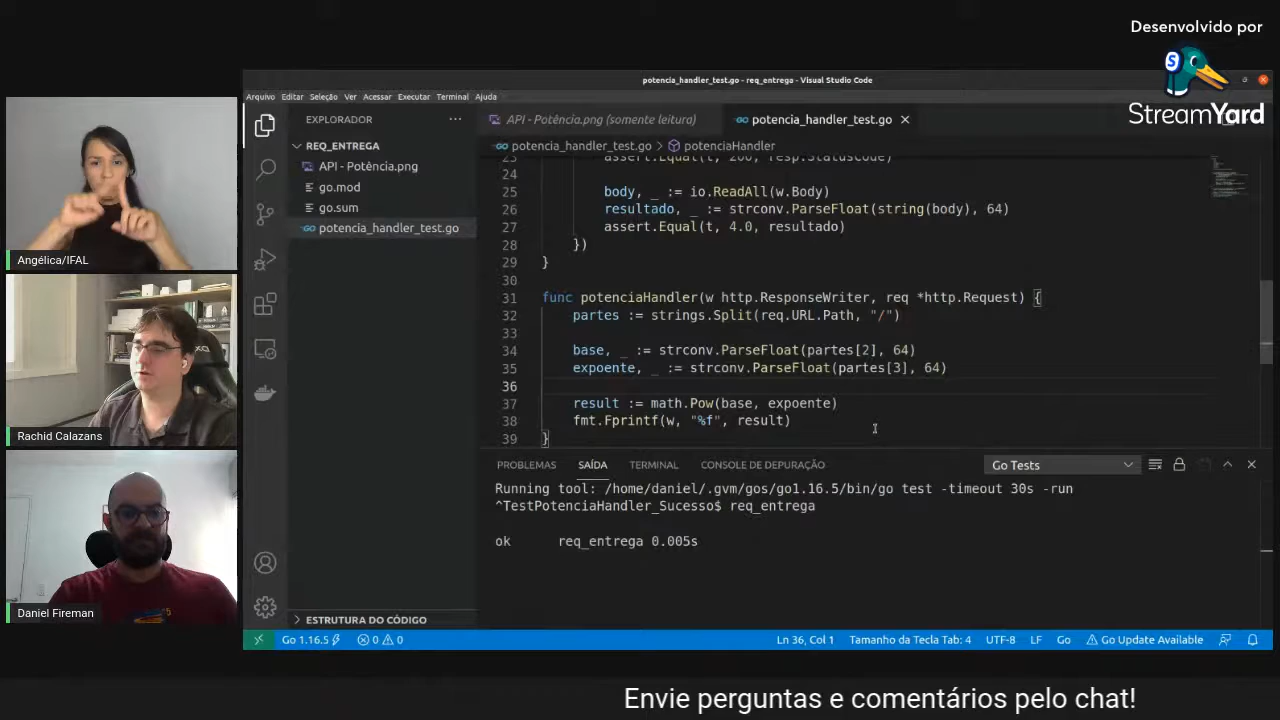 Desenvolvido por
StreamYard
potencia_handler_test.go - req_entrega - Visual Studio Code
Arquivo Editar Seleção Ver Acessar Executar Terminal Ajuda
EXPLORADOR
REQ_ENTREGA
API - Potência.png
go.mod
go.sum
potencia_handler_test.go
ESTRUTURA DO CÓDIGO
API - Potência.png (somente leitura)
potencia_handler_test.go
potencia_handler_test.go > potenciaHandler
23 assert.Equal(t, 200, resp.StatusCode)
24
25 body, _ := io.ReadAll(w.Body)
26 resultado, _ := strconv.ParseFloat(string(body), 64)
27 assert.Equal(t, 4.0, resultado)
28 })
29 }
30
31 func potenciaHandler(w http.ResponseWriter, req *http.Request) {
32 partes := strings.Split(req.URL.Path, "/")
33
34 base, _ := strconv.ParseFloat(partes[2], 64)
35 expoente, _ := strconv.ParseFloat(partes[3], 64)
36
37 result := math.Pow(base, expoente)
38 fmt.Fprintf(w, "%f", result)
39 }
PROBLEMAS SAÍDA TERMINAL CONSOLE DE DEPURAÇÃO
Go Tests
Running tool: /home/daniel/.gvm/gos/go1.16.5/bin/go test -timeout 30s -run
^TestPotenciaHandler_Sucesso$ req_entrega
ok req_entrega 0.005s
Go 1.16.5 0 0
Ln 36, Col 1 Tamanho da Tecla Tab: 4 UTF-8 LF Go Go Update Available
Angélica/IFAL
Rachid Calazans
Daniel Fireman
Envie perguntas e comentários pelo chat!